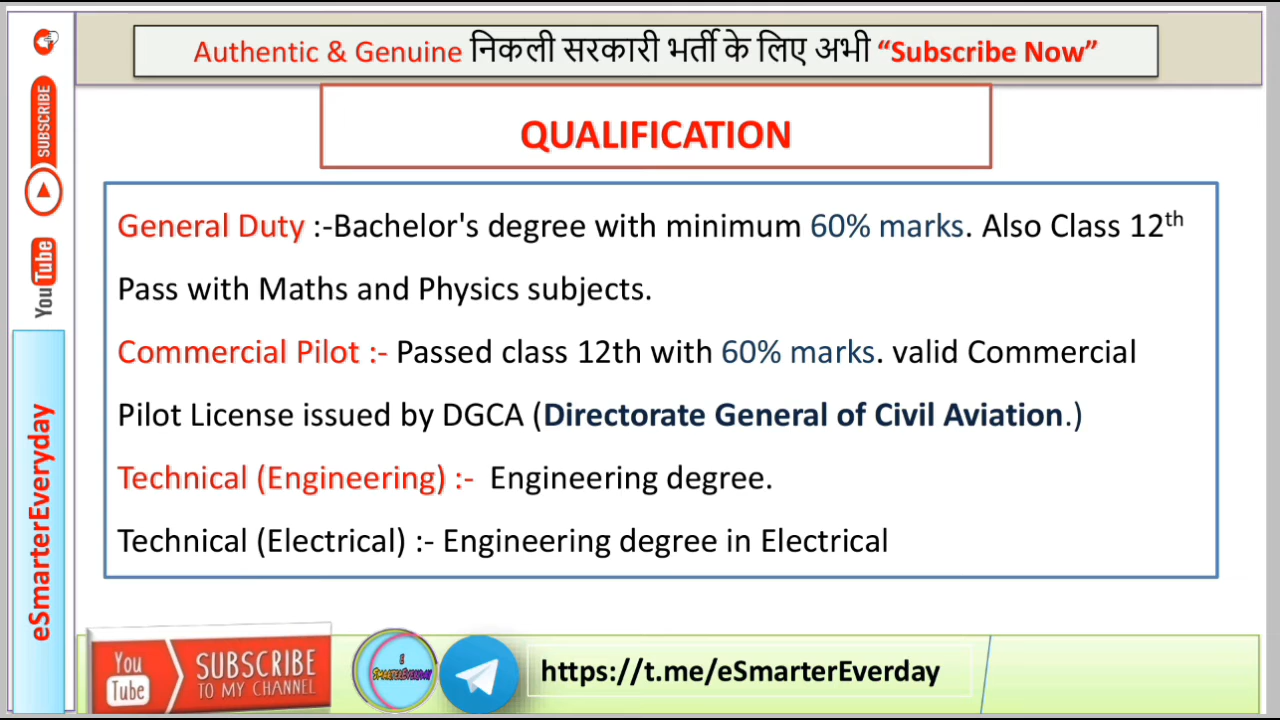 Authentic & Genuine निकली सरकारी भर्ती के लिए अभी “Subscribe Now”
SUBSCRIBE
YouTube
eSmarterEveryday
QUALIFICATION
General Duty :-Bachelor's degree with minimum 60% marks. Also Class 12th
Pass with Maths and Physics subjects.
Commercial Pilot :- Passed class 12th with 60% marks. valid Commercial
Pilot License issued by DGCA (Directorate General of Civil Aviation.)
Technical (Engineering) :- Engineering degree.
Technical (Electrical) :- Engineering degree in Electrical
You
Tube
SUBSCRIBE
TO MY CHANNEL
E
SMARTEREVERYDAY
https://t.me/eSmarterEverday